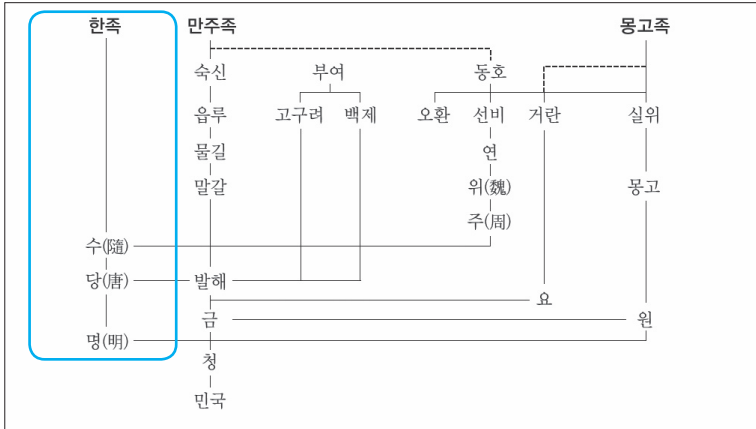 한족 만주족 몽고족
숙신 부여 동호
읍루 고구려 백제 오환 선비 거란 실위
물길 연
말갈 위(魏) 몽고
주(周)
수(隨)
당(唐) 발해
요
금 원
명(明)
청
민국